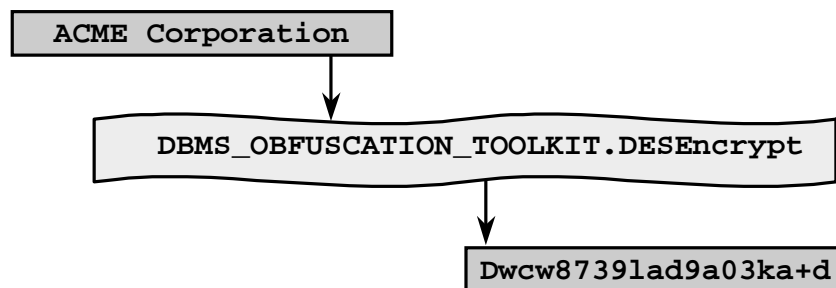 ACME Corporation
DBMS_OBFUSCATION_TOOLKIT.DESEncrypt
Dwcw8739lad9a03ka+d